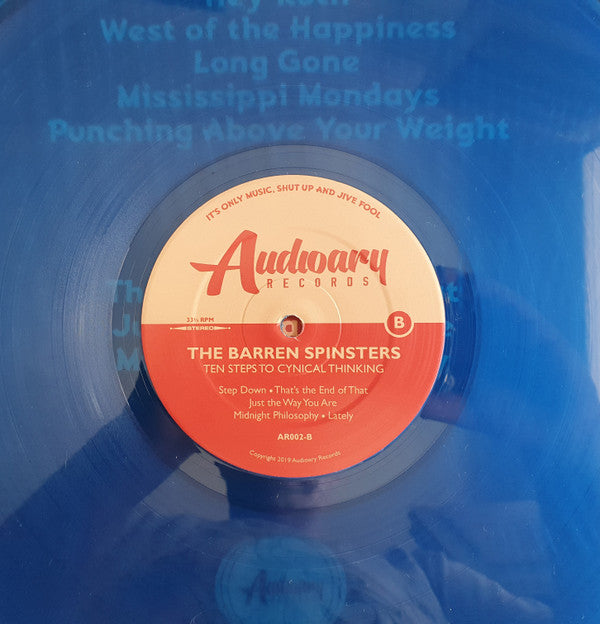 West of the Happiness
Long Gone
Mississippi Mondays
Punching Above Your Weight
IT'S ONLY MUSIC, SHUT UP AND JIVE FOOL
Audioary
RECORDS
33⅓ RPM
STEREO
B
THE BARREN SPINSTERS
TEN STEPS TO CYNICAL THINKING
Step Down • That's the End of That
Just the Way You Are
Midnight Philosophy • Lately
AR002-B
Copyright 2019 Audioary Records
Audioary